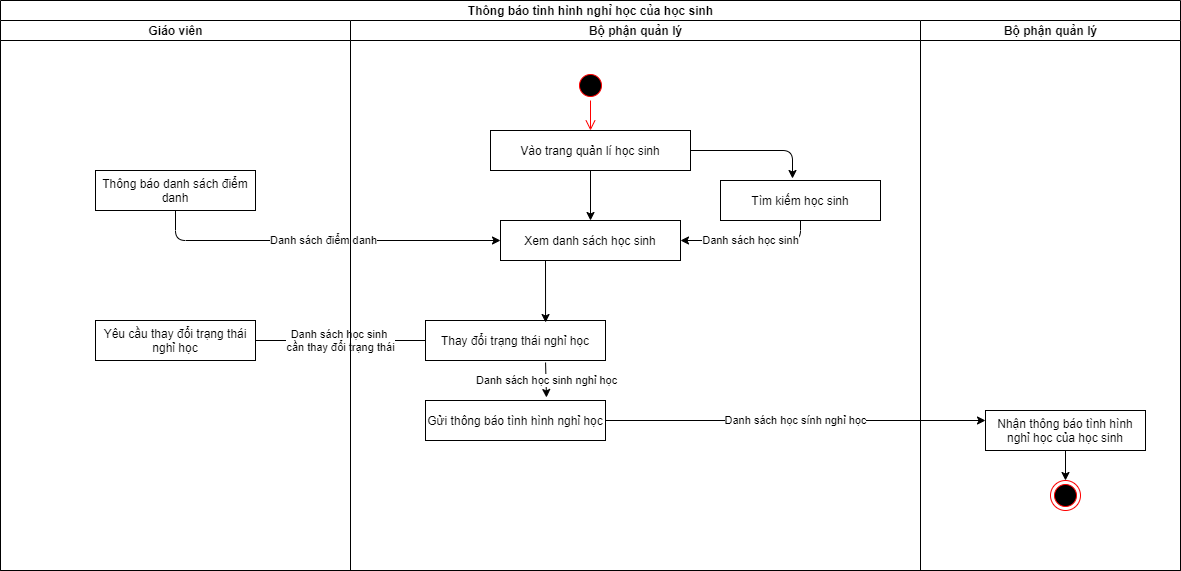 Thông báo tình hình nghỉ học của học sinh
Giáo viên
Bộ phận quản lý
Bộ phận quản lý
Vảo trang quản lí học sinh
Thông báo danh sách điểm
danh
Tìm kiếm học sinh
Danh sách điểm danh
Xem danh sách học sinh
Danh sách học sinh
Yêu cầu thay đổi trạng thái
nghỉ học
Danh sách học sinh
cần thay đổi trạng thái
Thay đổi trạng thái nghỉ học
Danh sách học sinh nghỉ học
Gửi thông báo tình hình nghỉ học
Danh sách học sính nghỉ học
Nhận thông báo tình hình
nghỉ học của học sinh